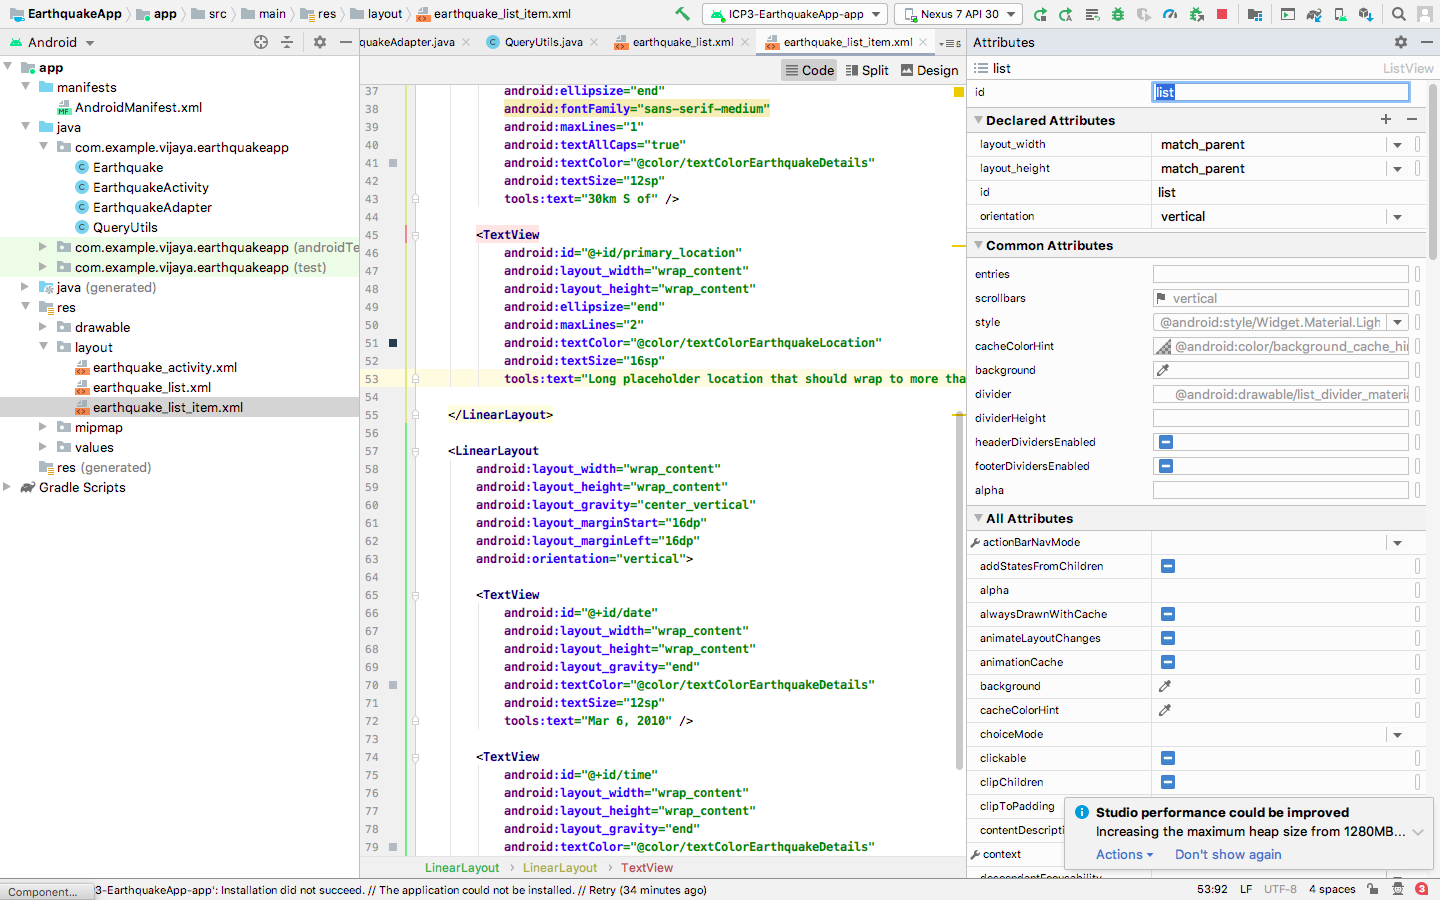 EarthquakeApp app src main res layout earthquake_list_item.xml ICP3-EarthquakeApp-app Nexus 7 API 30
Android quakeAdapter.java QueryUtils.java earthquake_list.xml earthquake_list_item.xml 5 Attributes
Code Split Design
list ListView
app
manifests
AndroidManifest.xml
java
com.example.vijaya.earthquakeapp
Earthquake
EarthquakeActivity
EarthquakeAdapter
QueryUtils
com.example.vijaya.earthquakeapp (androidTe
com.example.vijaya.earthquakeapp (test)
java (generated)
res
drawable
layout
earthquake_activity.xml
earthquake_list.xml
earthquake_list_item.xml
mipmap
values
res (generated)
Gradle Scripts
37 android:ellipsize="end"
38 android:fontFamily="sans-serif-medium"
39 android:maxLines="1"
40 android:textAllCaps="true"
41 android:textColor="@color/textColorEarthquakeDetails"
42 android:textSize="12sp"
43 tools:text="30km S of" />
44
45 <TextView
46 android:id="@+id/primary_location"
47 android:layout_width="wrap_content"
48 android:layout_height="wrap_content"
49 android:ellipsize="end"
50 android:maxLines="2"
51 android:textColor="@color/textColorEarthquakeLocation"
52 android:textSize="16sp"
53 tools:text="Long placeholder location that should wrap to more tha
54
55 </LinearLayout>
56
57 <LinearLayout
58 android:layout_width="wrap_content"
59 android:layout_height="wrap_content"
60 android:layout_gravity="center_vertical"
61 android:layout_marginStart="16dp"
62 android:layout_marginLeft="16dp"
63 android:orientation="vertical">
64
65 <TextView
66 android:id="@+id/date"
67 android:layout_width="wrap_content"
68 android:layout_height="wrap_content"
69 android:layout_gravity="end"
70 android:textColor="@color/textColorEarthquakeDetails"
71 android:textSize="12sp"
72 tools:text="Mar 6, 2010" />
73
74 <TextView
75 android:id="@+id/time"
76 android:layout_width="wrap_content"
77 android:layout_height="wrap_content"
78 android:layout_gravity="end"
79 android:textColor="@color/textColorEarthquakeDetails"
LinearLayout LinearLayout TextView
id list
Declared Attributes
layout_width match_parent
layout_height match_parent
id list
orientation vertical
Common Attributes
entries
scrollbars vertical
style @android:style/Widget.Material.Ligh
cacheColorHint @android:color/background_cache_hi
background
divider @android:drawable/list_divider_materia
dividerHeight
headerDividersEnabled
footerDividersEnabled
alpha
All Attributes
actionBarNavMode
addStatesFromChildren
alpha
alwaysDrawnWithCache
animateLayoutChanges
animationCache
background
cacheColorHint
choiceMode
clickable
clipChildren
clipToPadding
contentDescripti
context
Studio performance could be improved
Increasing the maximum heap size from 1280MB...
Actions Don't show again
Component... ʻP3-EarthquakeApp-app': Installation did not succeed. // The application could not be installed. // Retry (34 minutes ago) 53:92 LF UTF-8 4 spaces 3